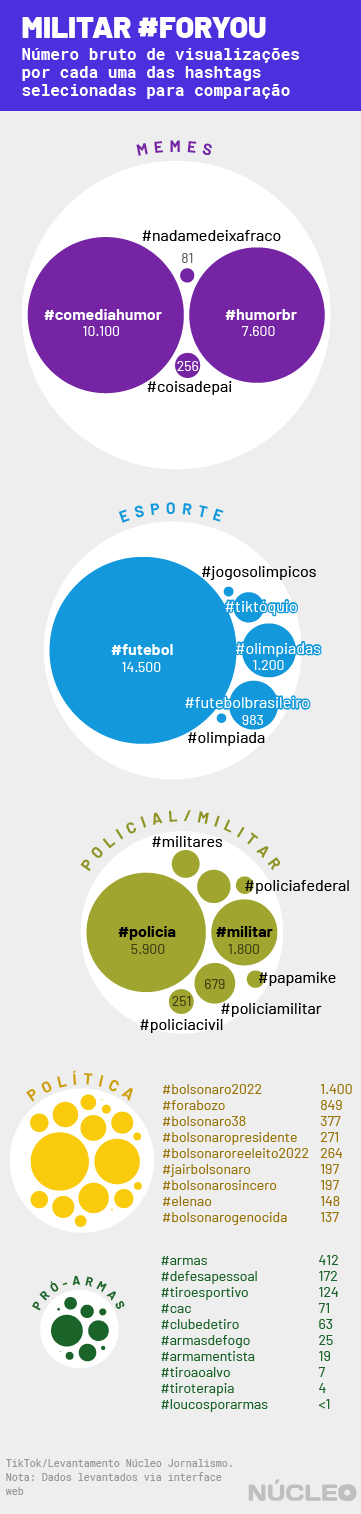 MILITAR #FORYOU
Número bruto de visualizações
por cada uma das hashtags
selecionadas para comparação
MEMES
#nadamedeixafraco
81
#comediahumor
10.100
#humorbr
7.600
256
#coisadepai
ESPORTE
#jogosolimpicos
#tiktóquio
#futebol
14.500
#olimpiadas
1.200
#futebolbrasileiro
983
#olimpiada
POLICIAL/MILITAR
#militares
#policiafederal
#policia
5.900
#militar
1.800
#papamike
679
251
#policiamilitar
#policiacivil
POLÍTICA
#bolsonaro2022 1.400
#forabozo 849
#bolsonaro38 377
#bolsonaropresidente 271
#bolsonaroreeleito2022 264
#jairbolsonaro 197
#bolsonarosincero 197
#elenao 148
#bolsonarogenocida 137
PRÓ-ARMAS
#armas 412
#defesapessoal 172
#tiroesportivo 124
#cac 71
#clubedetiro 63
#armasdefogo 25
#armamentista 19
#tiroaoalvo 7
#tiroterapia 4
#loucosporarmas <1
TikTok/Levantamento Núcleo Jornalismo.
Nota: Dados levantados via interface
web
NÚCLEO